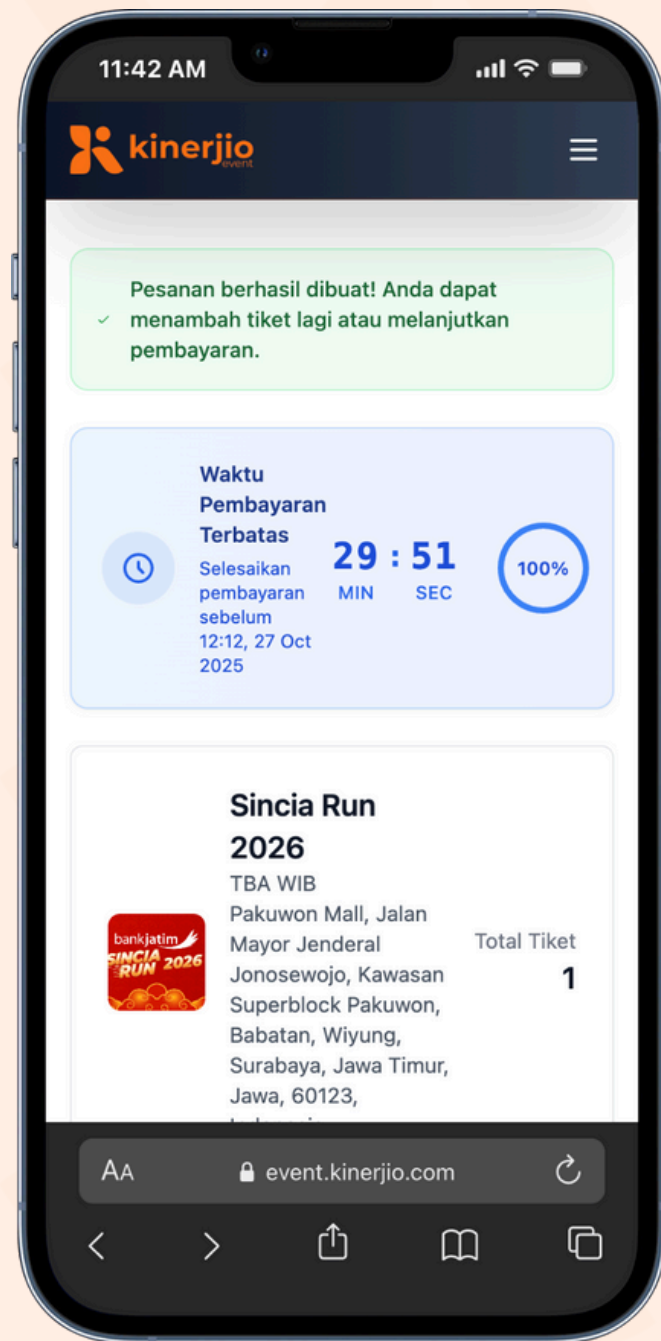 11:42 AM
kinerjio
event
Pesanan berhasil dibuat! Anda dapat
menambah tiket lagi atau melanjutkan
pembayaran.
Waktu
Pembayaran
Terbatas
Selesaikan
pembayaran
sebelum
12:12, 27 Oct
2025
29 : 51
MIN SEC
100%
Sincia Run
2026
TBA WIB
Pakuwon Mall, Jalan
Mayor Jenderal
Jonosewojo, Kawasan
Superblock Pakuwon,
Babatan, Wiyung,
Surabaya, Jawa Timur,
Jawa, 60123,
bankjatim
SINCIA
RUN 2026
Total Tiket
1
AA
event.kinerjio.com